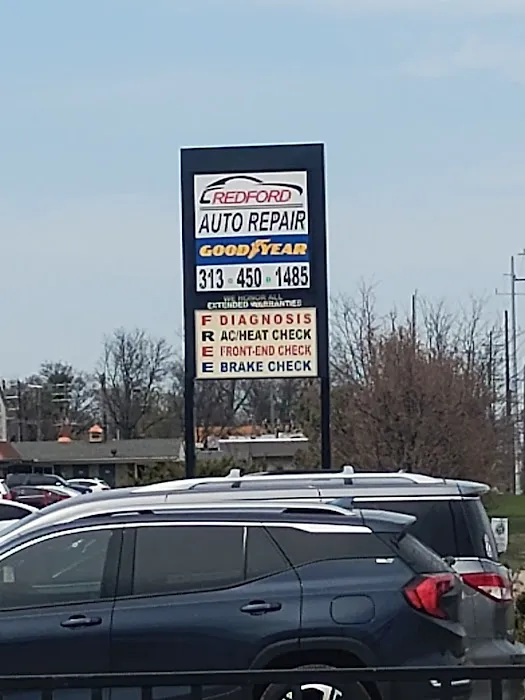 REDFORD
AUTO REPAIR
GOODYEAR
313 - 450 - 1485
WE HONOR ALL
EXTENDED WARRANTIES
F DIAGNOSIS
R AC/HEAT CHECK
E FRONT-END CHECK
E BRAKE CHECK